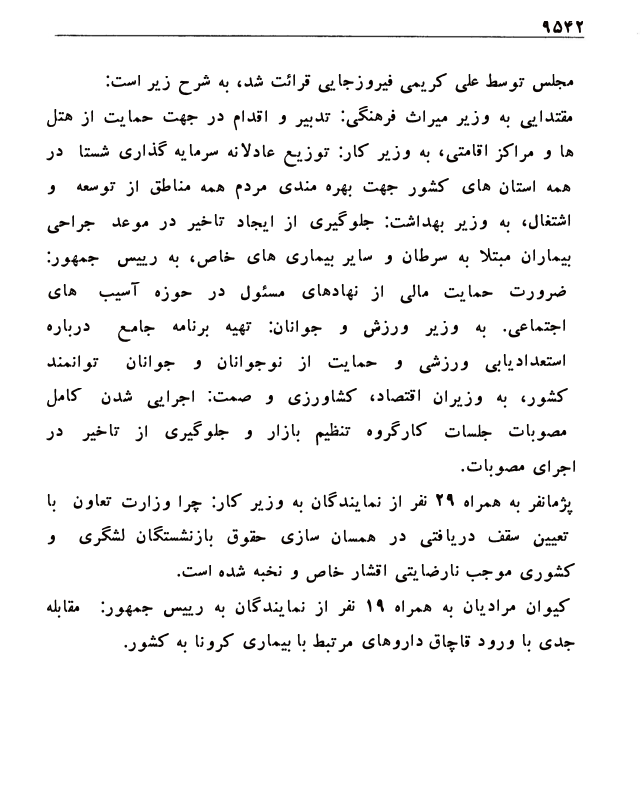 ۹۵۴۲
مجلس توسط علی کریمی فیروزجایی قرائت شد، به شرح زیر است:
مقتدایی به وزیر میراث فرهنگی: تدبیر و اقدام در جهت حمایت از هتل
ها و مراکز اقامتی، به وزیر کار: توزیع عادلانه سرمایه گذاری شستا در
همه استان های کشور جهت بهره مندی مردم همه مناطق از توسعه و
اشتغال، به وزیر بهداشت: جلوگیری از ایجاد تاخیر در موعد جراحی
بیماران مبتلا به سرطان و سایر بیماری های خاص، به رییس جمهور:
ضرورت حمایت مالی از نهادهای مسئول در حوزه آسیب های
اجتماعی. به وزیر ورزش و جوانان: تهیه برنامه جامع درباره
استعدادیابی ورزشی و حمایت از نوجوانان و جوانان توانمند
کشور، به وزیران اقتصاد، کشاورزی و صمت: اجرایی شدن کامل
مصوبات جلسات کارگروه تنظیم بازار و جلوگیری از تاخیر در
اجرای مصوبات.
پژمانفر به همراه ۲۹ نفر از نمایندگان به وزیر کار: چرا وزارت تعاون با
تعیین سقف دریافتی در همسان سازی حقوق بازنشستگان لشگری و
کشوری موجب نارضایتی اقشار خاص و نخبه شده است.
کیوان مرادیان به همراه ۱۹ نفر از نمایندگان به رییس جمهور: مقابله
جدی با ورود قاچاق داروهای مرتبط با بیماری کرونا به کشور.